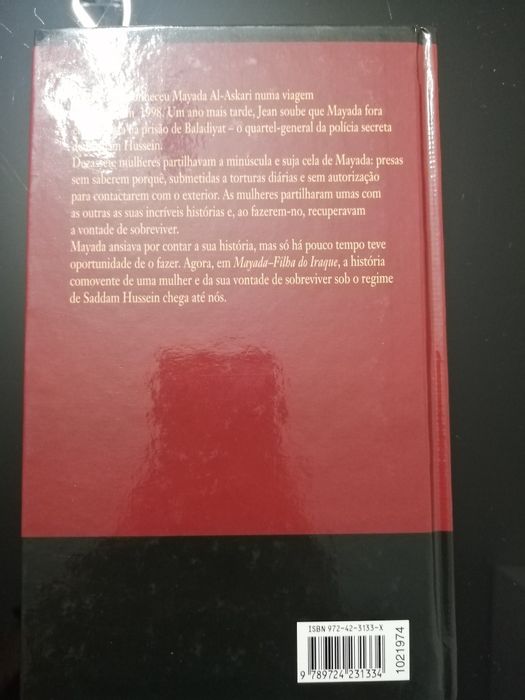 Mayada Al-Askari numa viagem
1998. Um ano mais tarde, Jean soube que Mayada fora
prisão de Baladiyat – o quartel-general da polícia secreta
Hussein.
Dezassete mulheres partilhavam a minúscula e suja cela de Mayada: presas
sem saberem porquê, submetidas a torturas diárias e sem autorização
para contactarem com o exterior. As mulheres partilharam umas com
as outras as suas incríveis histórias e, ao fazerem-no, recuperavam
a vontade de sobreviver.
Mayada ansiava por contar a sua história, mas só há pouco tempo teve
oportunidade de o fazer. Agora, em Mayada–Filha do Iraque, a história
comovente de uma mulher e da sua vontade de sobreviver sob o regime
de Saddam Hussein chega até nós.
ISBN 972-42-3133-X
9 789724 231334
1021974